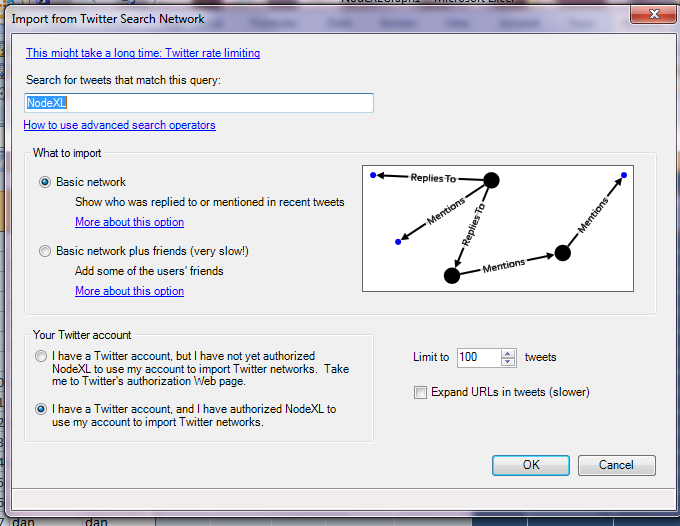 Import from Twitter Search Network
This might take a long time: Twitter rate limiting
Search for tweets that match this query:
NodeXL
How to use advanced search operators
What to import
Basic network
Show who was replied to or mentioned in recent tweets
More about this option
Basic network plus friends (very slow!)
Add some of the users' friends
More about this option
Replies To
Mentions
Replies To
Mentions
Mentions
Your Twitter account
I have a Twitter account, but I have not yet authorized
NodeXL to use my account to import Twitter networks. Take
me to Twitter's authorization Web page.
I have a Twitter account, and I have authorized NodeXL to
use my account to import Twitter networks.
Limit to 100 tweets
Expand URLs in tweets (slower)
OK Cancel
dan dan